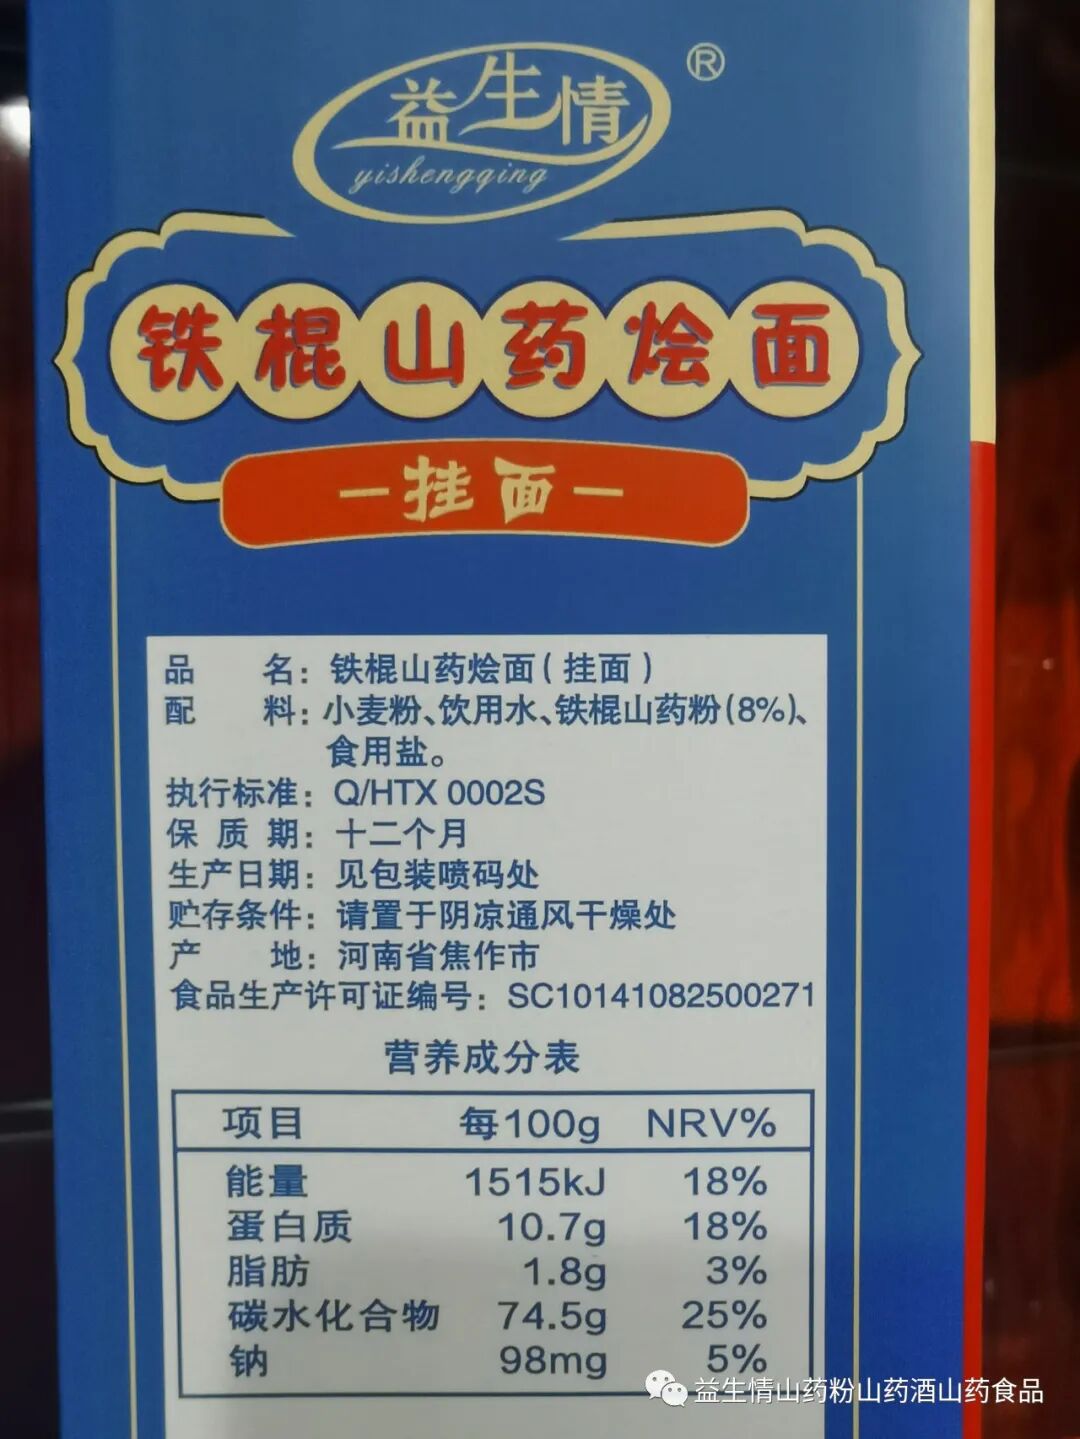 益生情®
yishengqing
铁棍山药烩面
－挂面－
品 名：铁棍山药烩面（挂面）
配 料：小麦粉、饮用水、铁棍山药粉(8%)、
食用盐。
执行标准：Q/HTX 0002S
保 质 期：十二个月
生产日期：见包装喷码处
贮存条件：请置于阴凉通风干燥处
产 地：河南省焦作市
食品生产许可证编号：SC10141082500271
营养成分表
项目 每100g NRV%
能量 1515kJ 18%
蛋白质 10.7g 18%
脂肪 1.8g 3%
碳水化合物 74.5g 25%
钠 98mg 5%
益生情山药粉山药酒山药食品